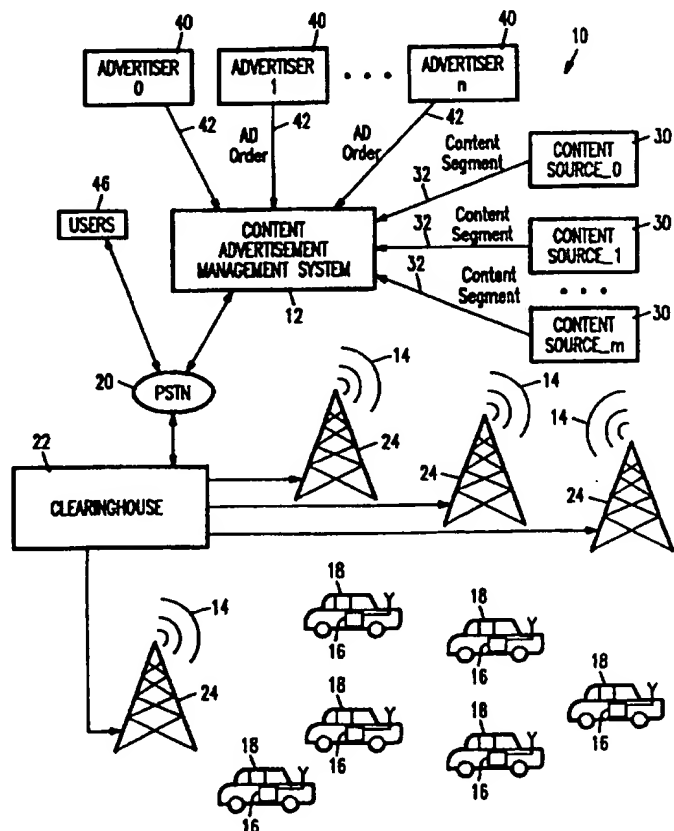 40
40
40
10
ADVERTISER
0
ADVERTISER
1
• • •
ADVERTISER
n
42
42
42
AD
Order
AD
Order
Content
Segment
32
CONTENT
SOURCE_0
30
46
USERS
CONTENT
ADVERTISEMENT
MANAGEMENT SYSTEM
12
Content
Segment
32
CONTENT
SOURCE_1
30
Content
Segment
32
• • •
CONTENT
SOURCE_m
30
20
PSTN
14
14
14
22
CLEARINGHOUSE
24
24
24
14
24
18
16
18
16
18
16
18
16
18
16
18
16